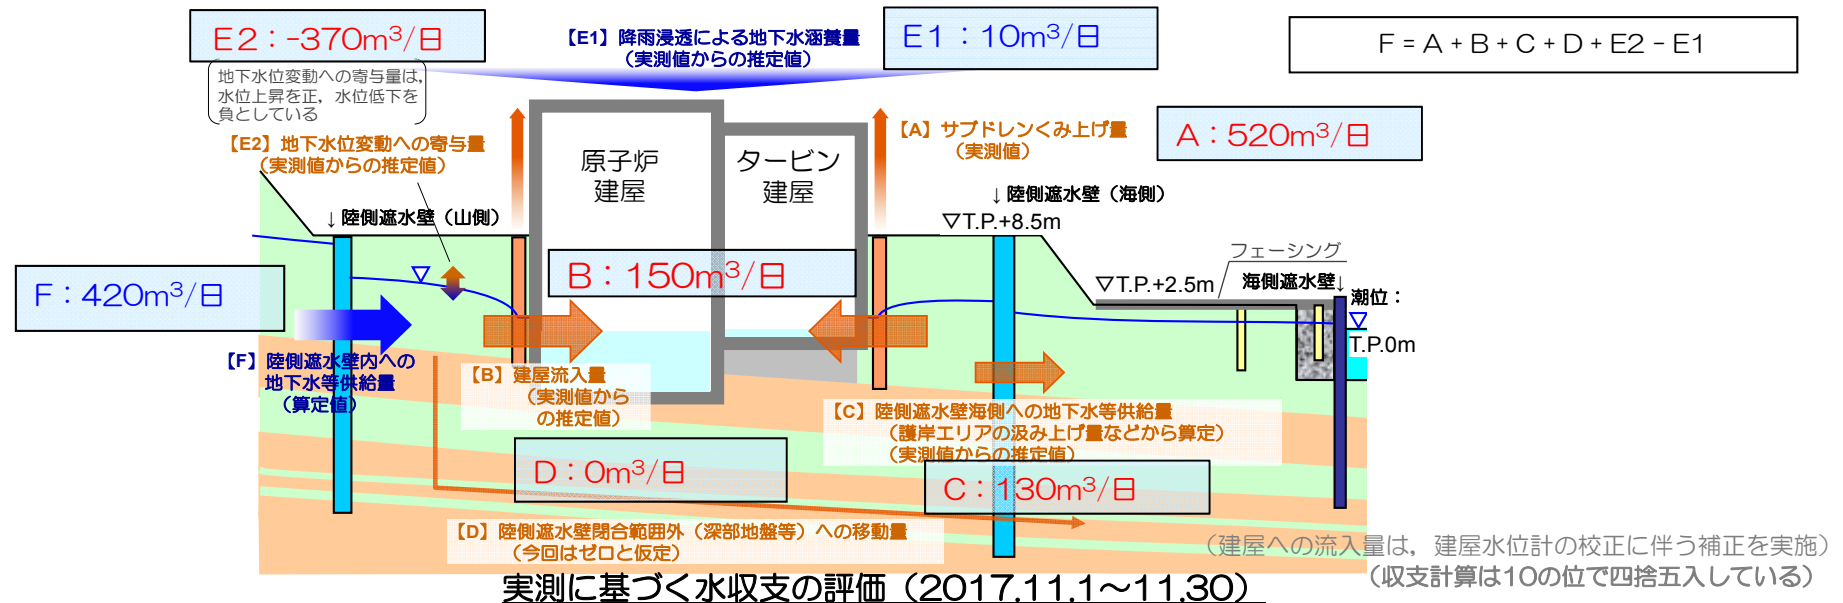 E2：-370m³/日
【E1】降雨浸透による地下水涵養量
（実測値からの推定値）
E1：10m³/日
F = A + B + C + D + E2 - E1
地下水位変動への寄与量は，
水位上昇を正，水位低下を
負としている
【E2】地下水位変動への寄与量
（実測値からの推定値）
【A】サブドレンくみ上げ量
（実測値）
A：520m³/日
原子炉
建屋
タービン
建屋
↓陸側遮水壁（山側）
↓陸側遮水壁（海側）
▽T.P.+8.5m
フェーシング
F：420m³/日
B：150m³/日
▽T.P.+2.5m
海側遮水壁↓
潮位：
T.P.0m
【F】陸側遮水壁内への
地下水等供給量
（算定値）
【B】建屋流入量
（実測値から
の推定値）
【C】陸側遮水壁海側への地下水等供給量
（護岸エリアの汲み上げ量などから算定）
（実測値からの推定値）
D：0m³/日
C：130m³/日
【D】陸側遮水壁閉合範囲外（深部地盤等）への移動量
（今回はゼロと仮定）
（建屋への流入量は，建屋水位計の校正に伴う補正を実施）
（収支計算は10の位で四捨五入している）
実測に基づく水収支の評価（2017.11.1～11.30）